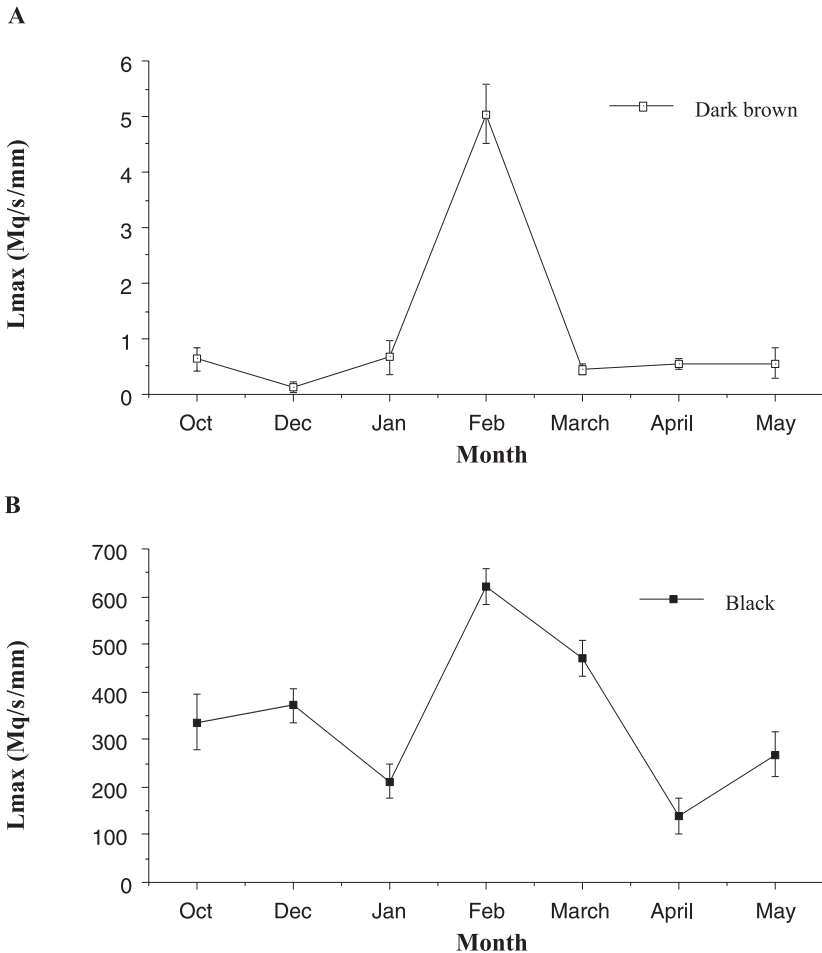 A
6
5
4
3
2
1
0
Lmax (Mq/s/mm)
Dark brown
Oct Dec Jan Feb March April May
Month
B
700
600
500
400
300
200
100
0
Lmax (Mq/s/mm)
Black
Oct Dec Jan Feb March April May
Month